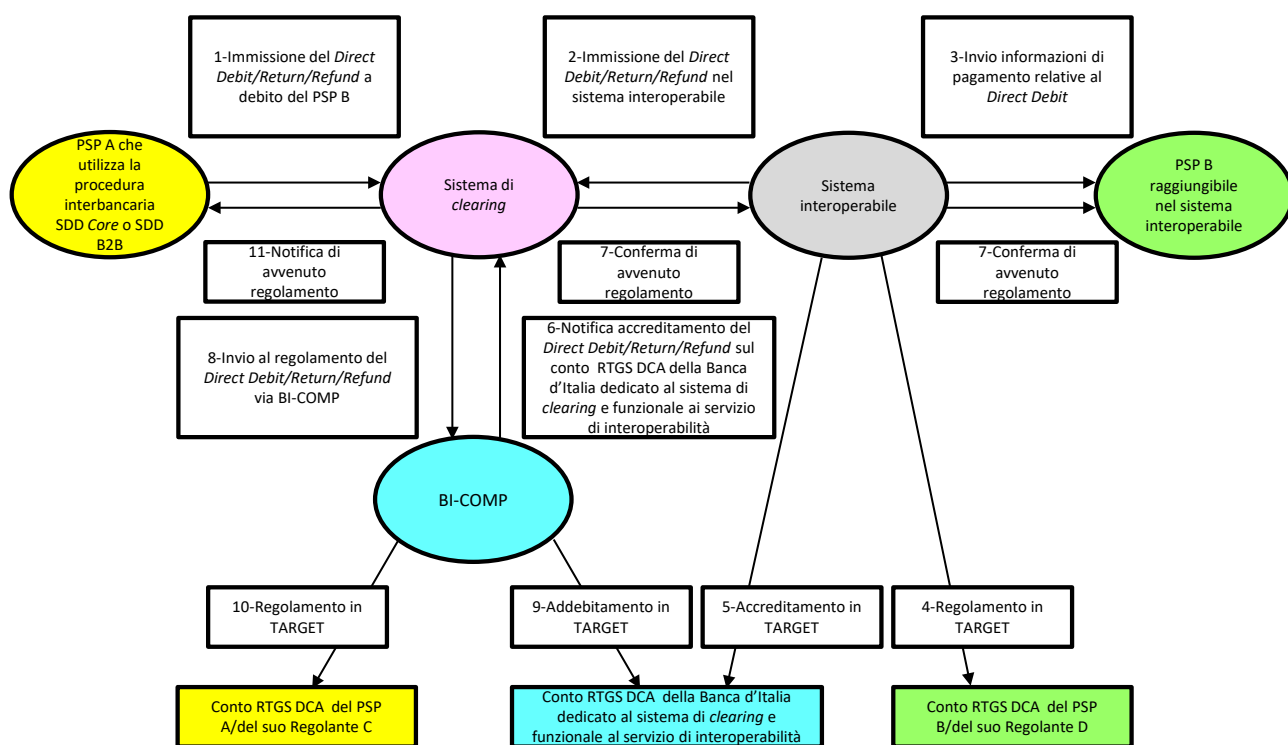 1-Immissione del Direct
Debit/Return/Refund a
debito del PSP B
2-Immissione del Direct
Debit/Return/Refund nel
sistema interoperabile
3-Invio informazioni di
pagamento relative al
Direct Debit
PSP A che
utilizza la
procedura
interbancaria
SDD Core o SDD
B2B
Sistema di
clearing
Sistema
interoperabile
PSP B
raggiungibile
nel sistema
interoperabile
11-Notifica di
avvenuto
regolamento
7-Conferma di
avvenuto
regolamento
7-Conferma di
avvenuto
regolamento
8-Invio al regolamento del
Direct Debit/Return/Refund
via BI-COMP
6-Notifica accreditamento del
Direct Debit/Return/Refund sul
conto RTGS DCA della Banca
d’Italia dedicato al sistema di
clearing e funzionale ai servizio
di interoperabilità
BI-COMP
10-Regolamento in
TARGET
9-Addebitamento in
TARGET
5-Accreditamento in
TARGET
4-Regolamento in
TARGET
Conto RTGS DCA del PSP
A/del suo Regolante C
Conto RTGS DCA della Banca d’Italia
dedicato al sistema di clearing e
funzionale al servizio di interoperabilità
Conto RTGS DCA del PSP
B/del suo Regolante D